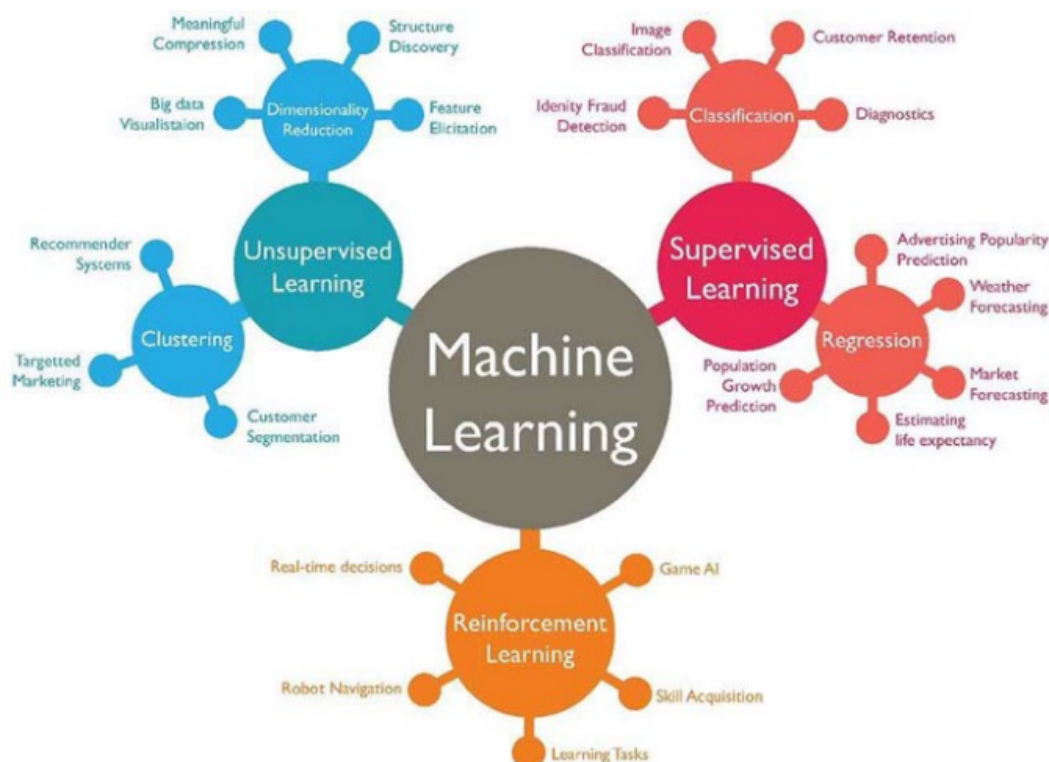 Meaningful
Compression
Structure
Discovery
Big data
Visualistaion
Dimensionality
Reduction
Feature
Elicitation
Image
Classification
Customer Retention
Idenity Fraud
Detection
Classification
Diagnostics
Unsupervised
Learning
Supervised
Learning
Recommender
Systems
Clustering
Targetted
Marketing
Customer
Segmentation
Machine
Learning
Advertising Popularity
Prediction
Weather
Forecasting
Regression
Population
Growth
Prediction
Market
Forecasting
Estimating
life expectancy
Real-time decisions
Game AI
Reinforcement
Learning
Robot Navigation
Skill Acquisition
Learning Tasks